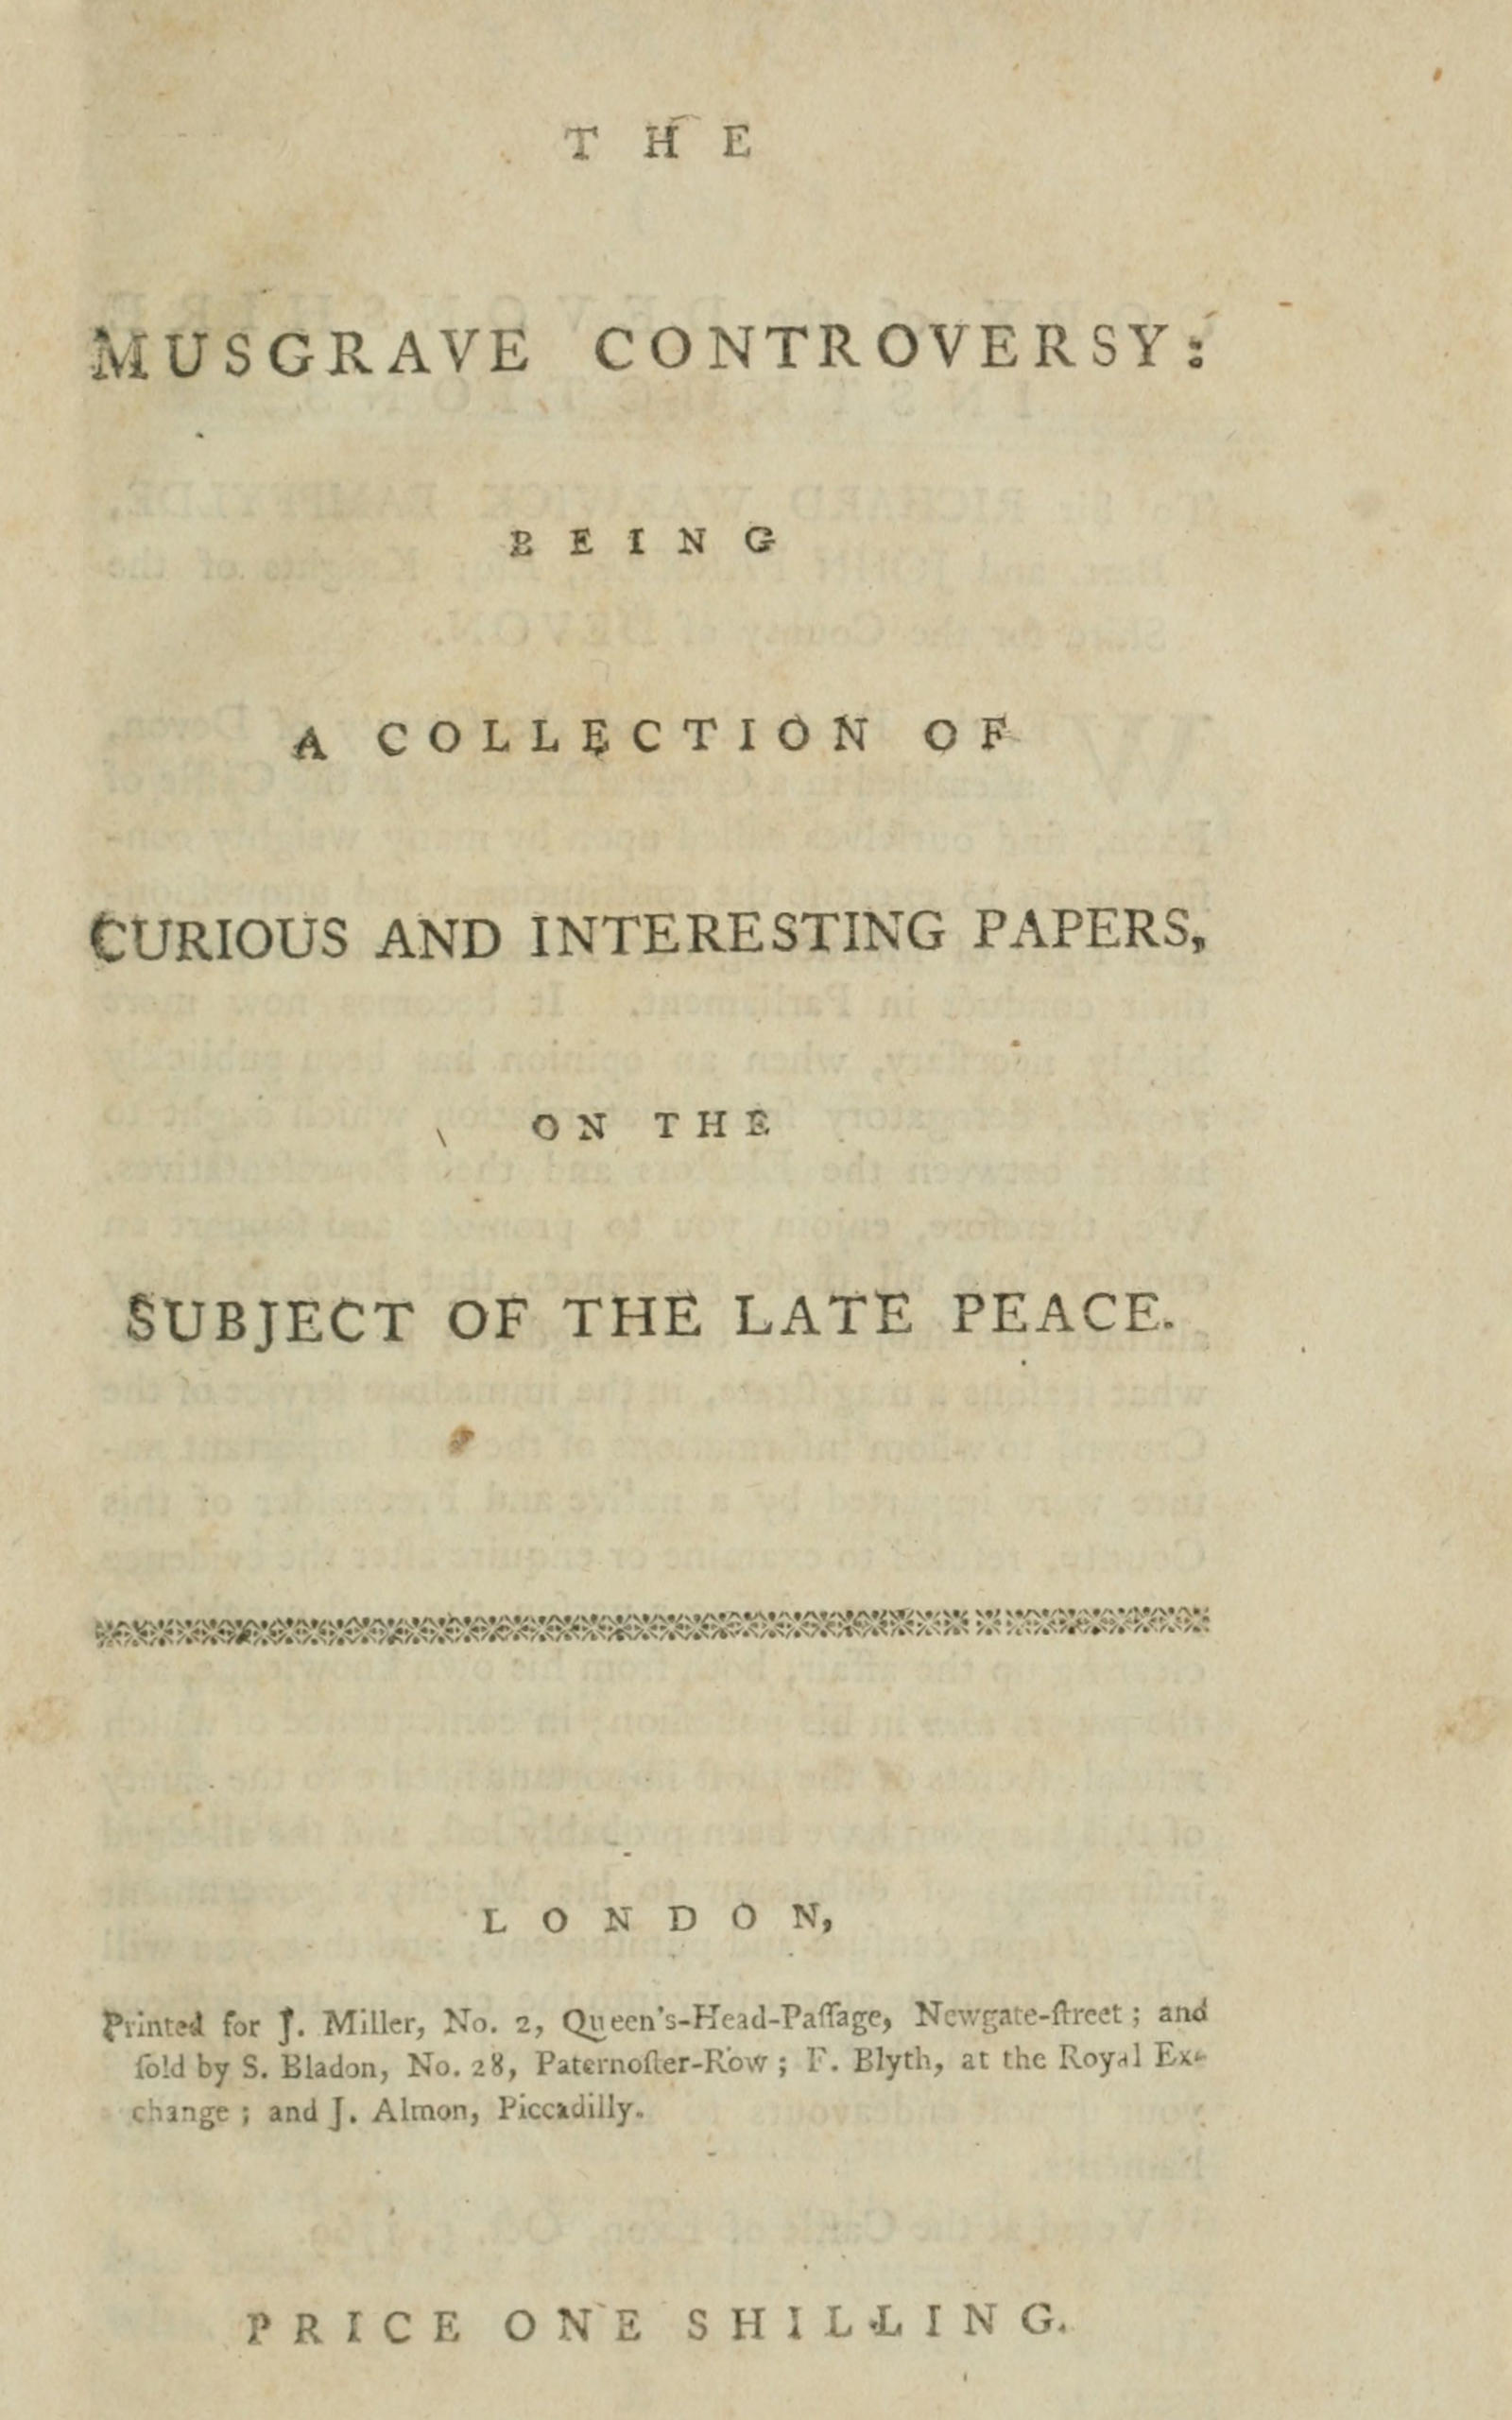 THE
MUSGRAVE CONTROVERSY:
BEING
A COLLECTION OF
CURIOUS AND INTERESTING PAPERS,
ON THE
SUBJECT OF THE LATE PEACE.
LONDON,
Printed for J. Miller, No. 2, Queen's-Head-Paſſage, Newgate-ſtreet; and
ſold by S. Bladon, No. 28, Paternoſter-Row; F. Blyth, at the Royal Ex-
change; and J. Almon, Piccadilly.
PRICE ONE SHILLING.